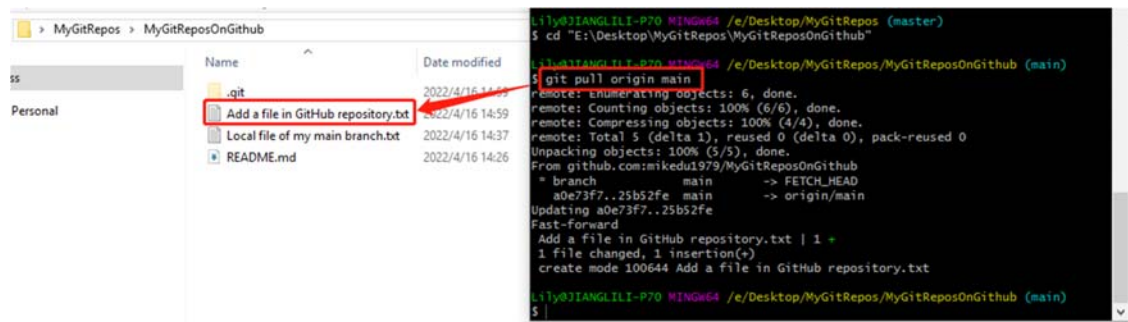 MyGitRepos > MyGitReposOnGithub
Name
Date modified
ss
Personal
.git
2022/4/16 14:59
Add a file in GitHub repository.txt
2022/4/16 14:59
Local file of my main branch.txt
2022/4/16 14:37
README.md
2022/4/16 14:26
Lily@JIANGLILI-P70 MINGW64 /e/Desktop/MyGitRepos (master)
$ cd "E:\Desktop\MyGitRepos\MyGitReposOnGithub"
Lily@JIANGLILI-P70 MINGW64 /e/Desktop/MyGitRepos/MyGitReposOnGithub (main)
$ git pull origin main
remote: Enumerating objects: 6, done.
remote: Counting objects: 100% (6/6), done.
remote: Compressing objects: 100% (4/4), done.
remote: Total 5 (delta 1), reused 0 (delta 0), pack-reused 0
Unpacking objects: 100% (5/5), done.
From github.com:mikedu1979/MyGitReposOnGithub
* branch main -> FETCH_HEAD
a0e73f7..25b52fe main -> origin/main
Updating a0e73f7..25b52fe
Fast-forward
Add a file in GitHub repository.txt | 1 +
1 file changed, 1 insertion(+)
create mode 100644 Add a file in GitHub repository.txt
Lily@JIANGLILI-P70 MINGW64 /e/Desktop/MyGitRepos/MyGitReposOnGithub (main)
$